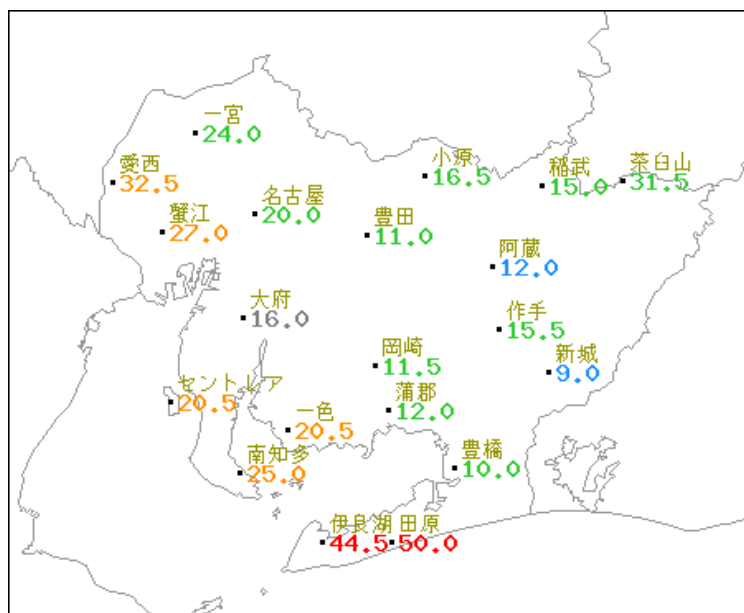 一宮
24.0
愛西
32.5
小原
16.5
稲武
15.0
茶臼山
31.5
名古屋
20.0
蟹江
27.0
豊田
11.0
阿蔵
12.0
大府
16.0
作手
15.5
岡崎
11.5
新城
9.0
セントレア
20.5
蒲郡
12.0
一色
20.5
南知多
25.0
豊橋
10.0
伊良湖 田原
44.5 50.0